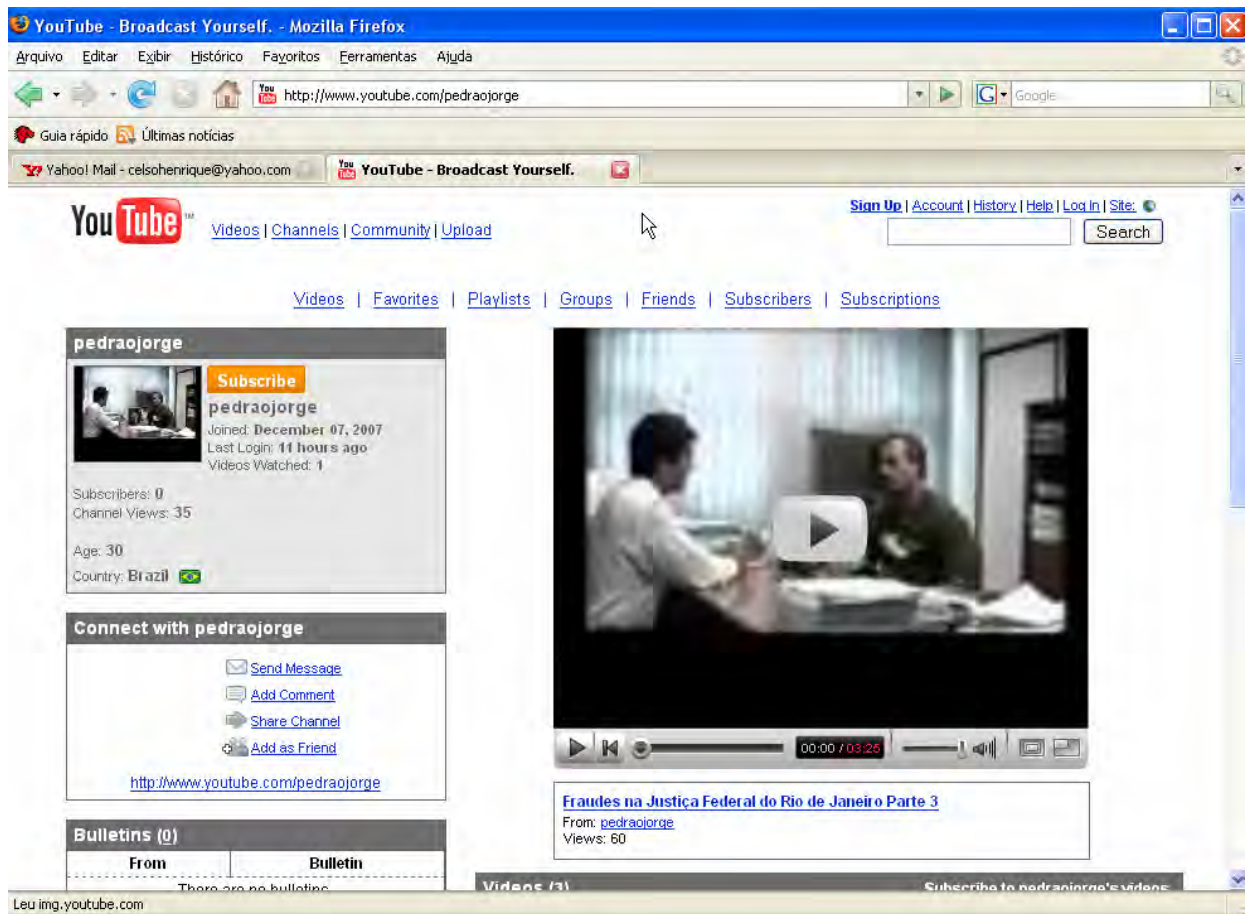 YouTube - Broadcast Yourself. - Mozilla Firefox
Arquivo Editar Exibir Histórico Favoritos Ferramentas Ajuda
http://www.youtube.com/pedraojorge
Google
Guia rápido Últimas notícias
Yahoo! Mail - celsohenrique@yahoo.com
YouTube - Broadcast Yourself.
YouTube™
Videos | Channels | Community | Upload
Sign Up | Account | History | Help | Log In | Site:
Search
Videos | Favorites | Playlists | Groups | Friends | Subscribers | Subscriptions
pedraojorge
Subscribe
pedraojorge
Joined: December 07, 2007
Last Login: 11 hours ago
Videos Watched: 1
Subscribers: 0
Channel Views: 35
Age: 30
Country: Brazil
Connect with pedraojorge
Send Message
Add Comment
Share Channel
Add as Friend
http://www.youtube.com/pedraojorge
Bulletins (0)
From Bulletin
There are no bulletins
00:00 / 03:25
Fraudes na Justiça Federal do Rio de Janeiro Parte 3
From: pedraojorge
Views: 60
Videos (3)
Subscribe to pedraojorge's videos
Leu img.youtube.com